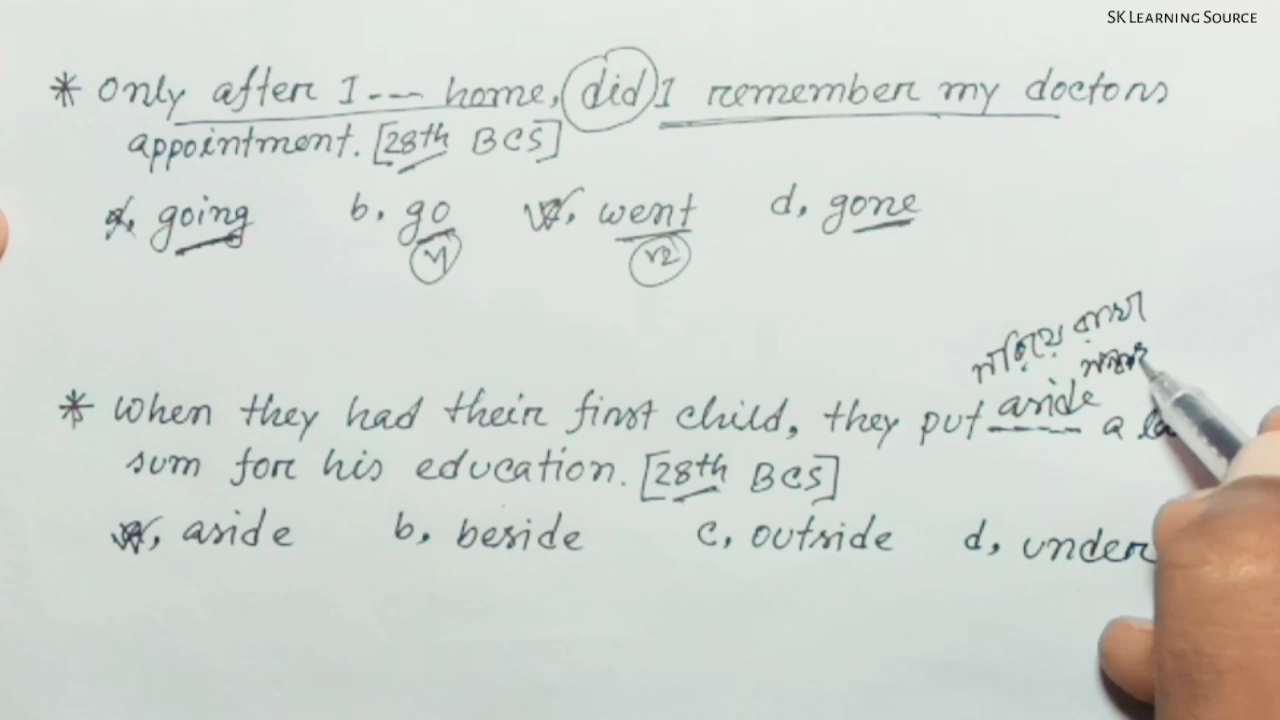 SK LEARNING SOURCE
* Only after I --- home, did I remember my doctors
appointment. [28th BCS]
a, going b, go c, went d, gone
V1 V2
সরিয়ে রাখা
* When they had their first child, they put aside a la
sum for his education. [28th BCS]
a, aside b, beside c, outside d, under